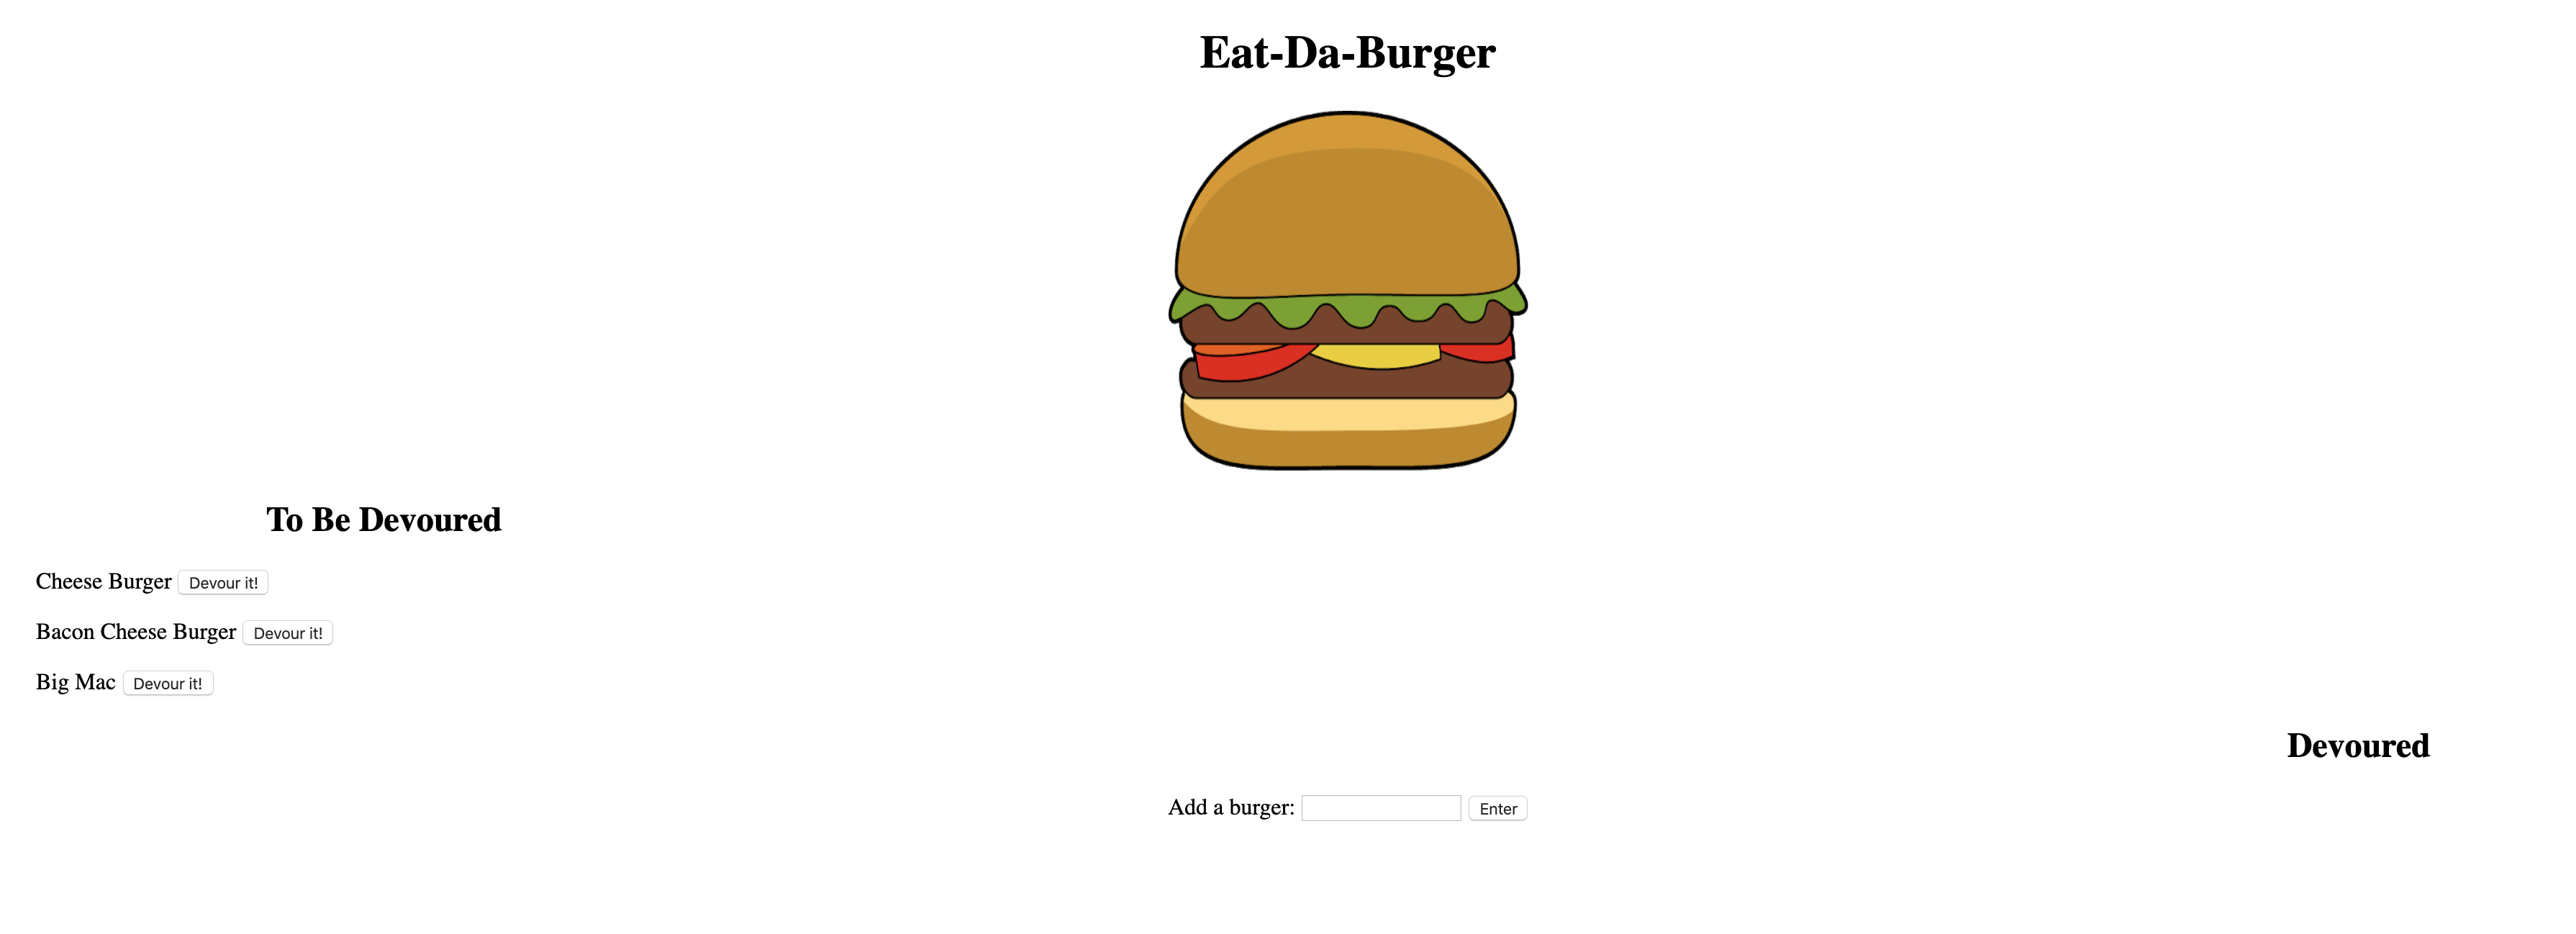 Eat-Da-Burger
To Be Devoured
Cheese Burger Devour it!
Bacon Cheese Burger Devour it!
Big Mac Devour it!
Devoured
Add a burger: Enter